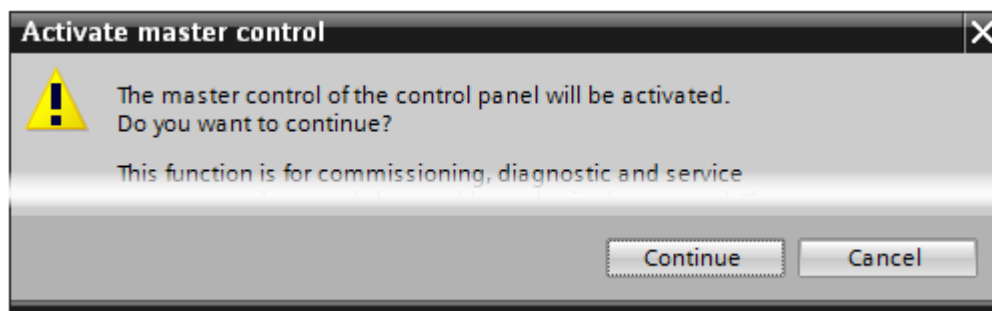 Activate master control
The master control of the control panel will be activated.
Do you want to continue?
This function is for commissioning, diagnostic and service
Continue
Cancel